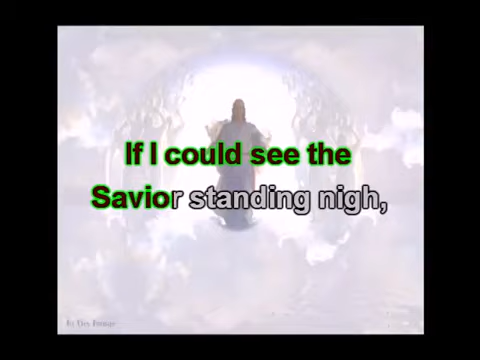 If I could see the
Savior standing nigh,